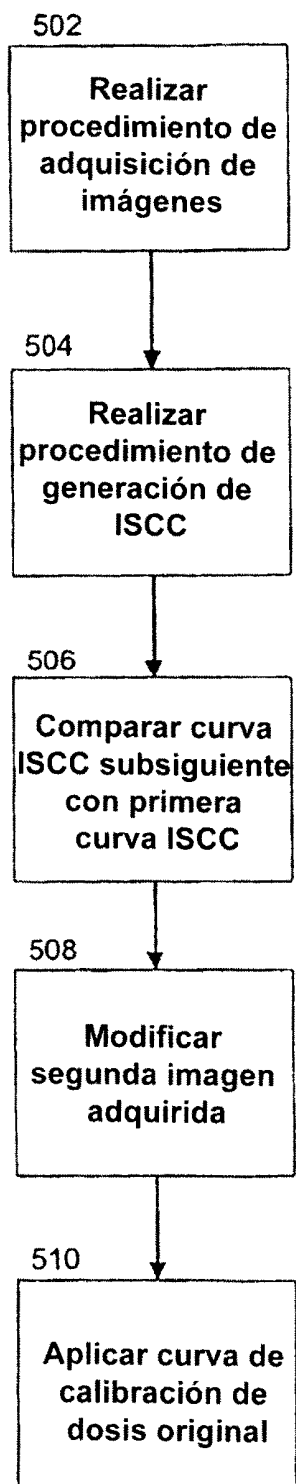 502
Realizar
procedimiento de
adquisición de
imágenes
504
Realizar
procedimiento de
generación de
ISCC
506
Comparar curva
ISCC subsiguiente
con primera
curva ISCC
508
Modificar
segunda imagen
adquirida
510
Aplicar curva de
calibración de
dosis original